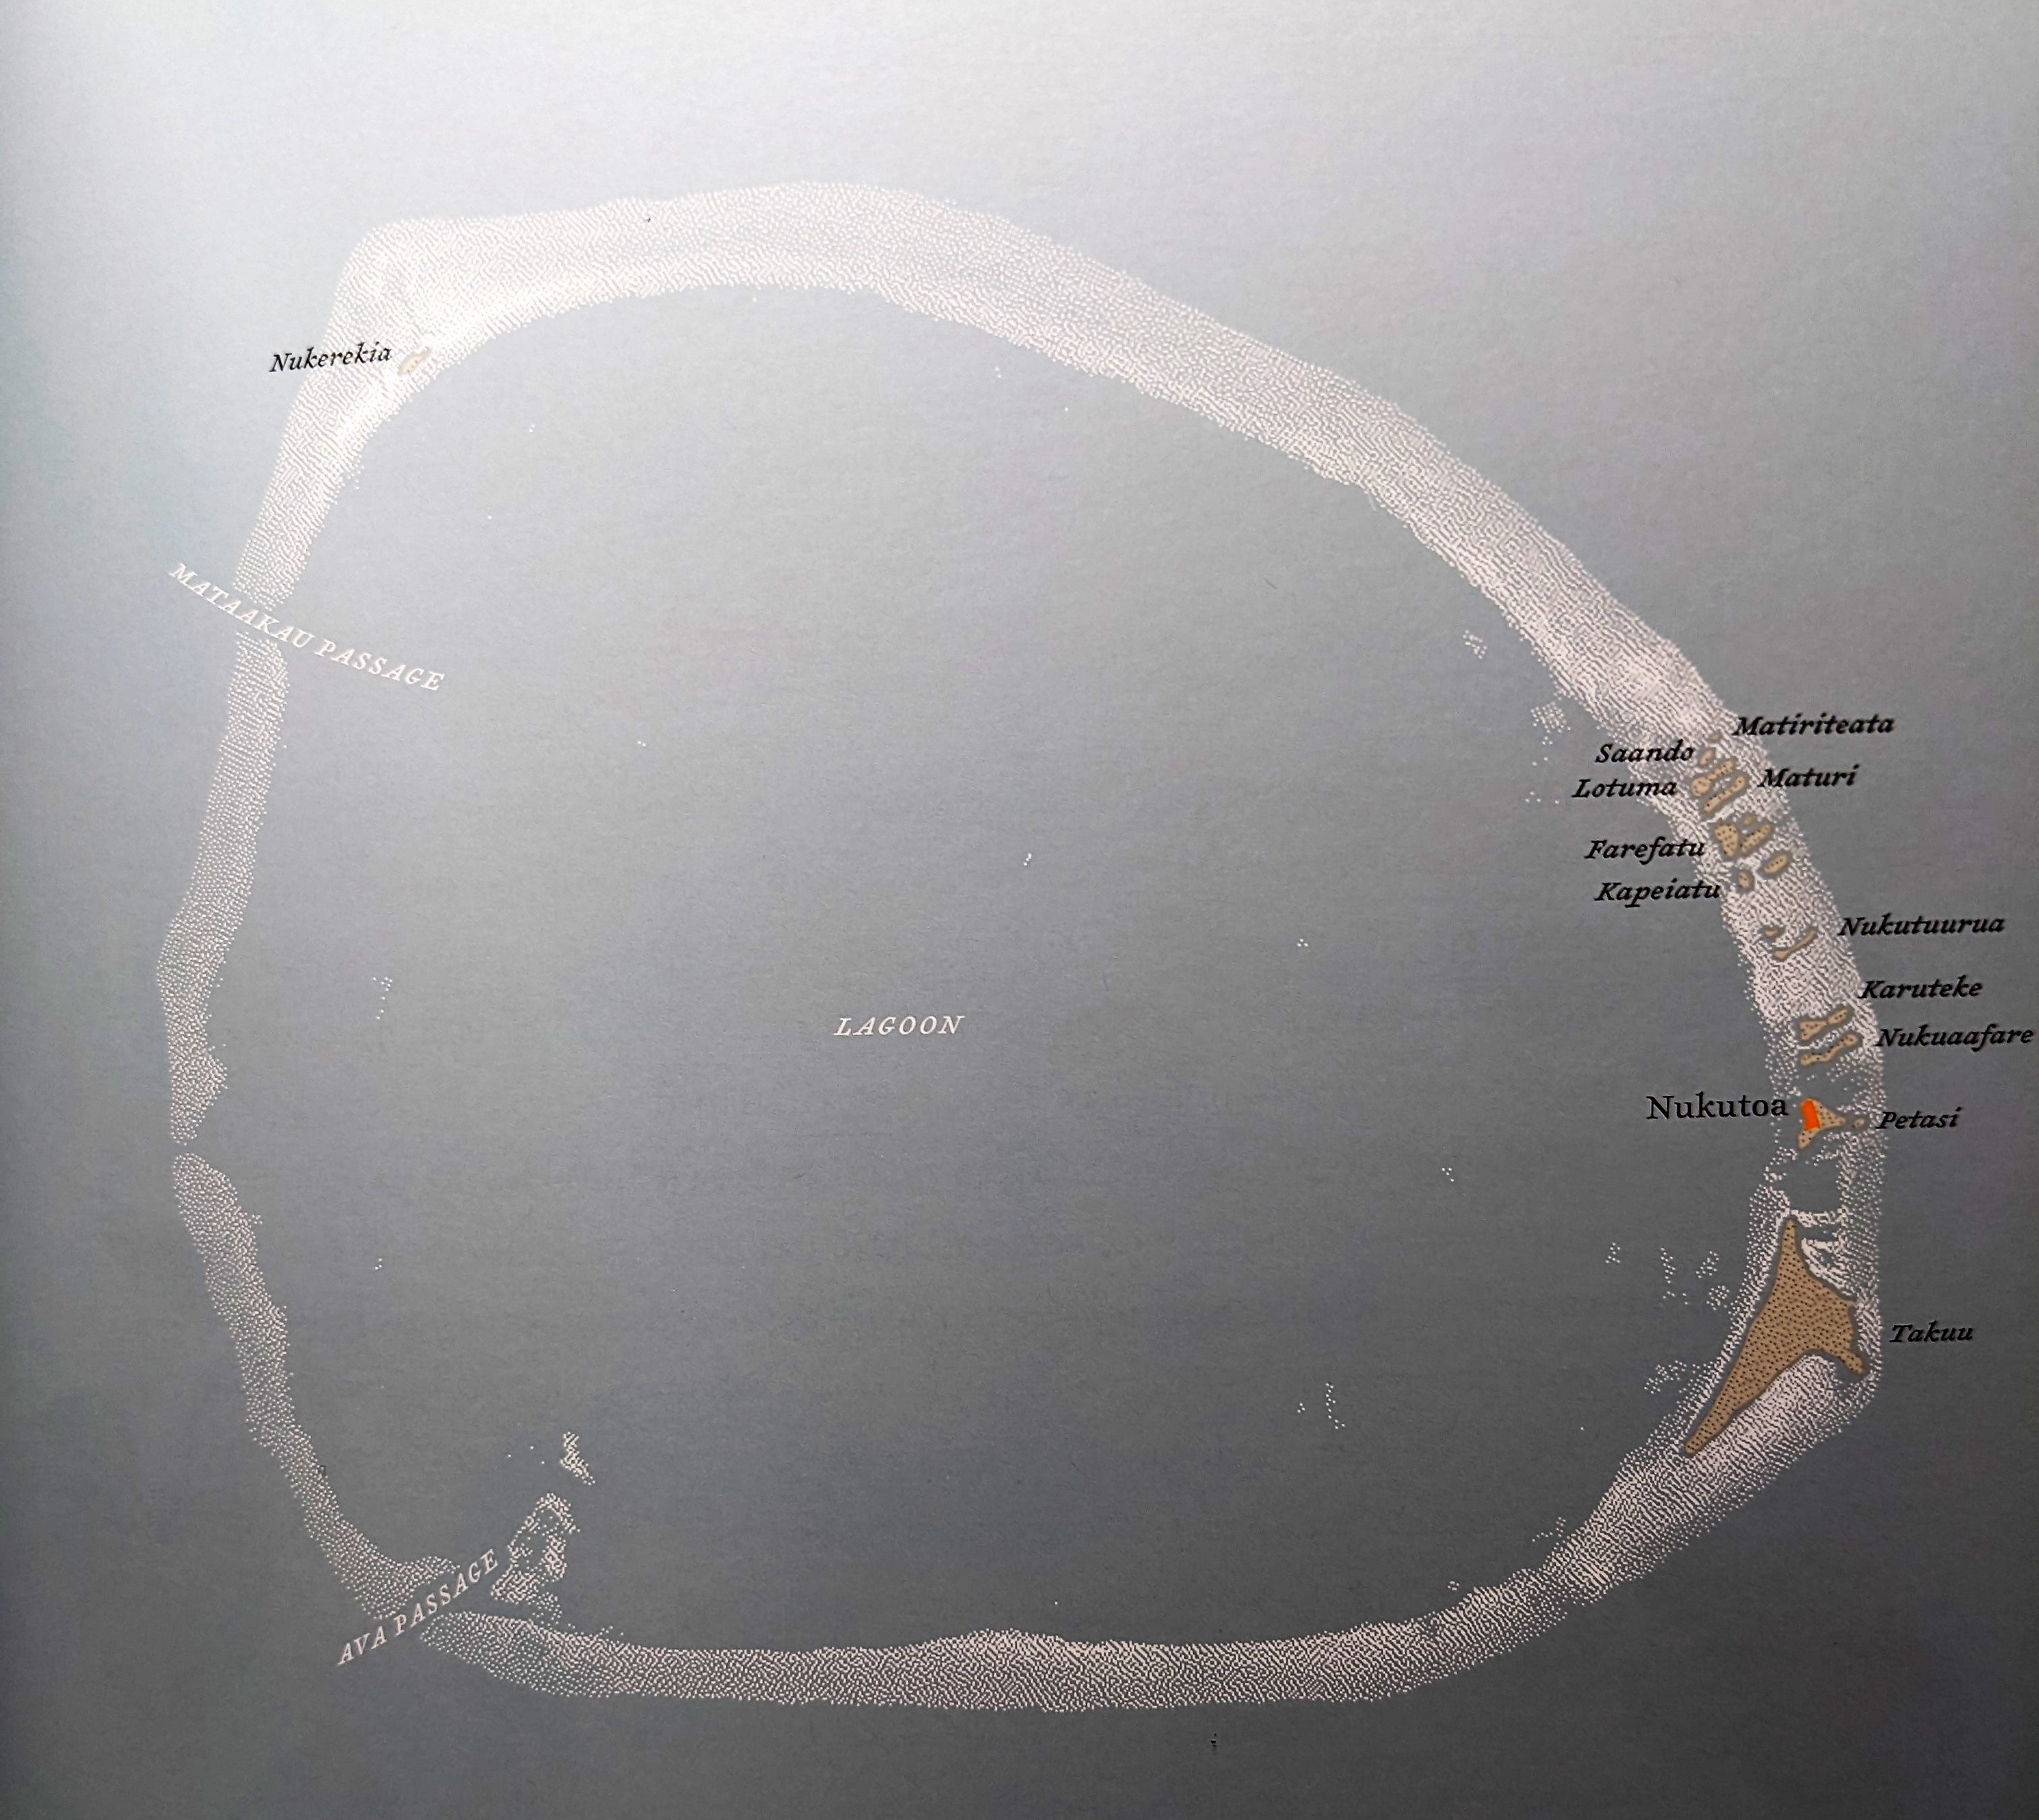 Nukerekia
MATAAKAU PASSAGE
Matiriteata
Saando
Maturi
Lotuma
Farefatu
Kapeiatu
Nukutuurua
Karuteke
LAGOON
Nukuaafare
Nukutoa
Petasi
Takuu
AVA PASSAGE